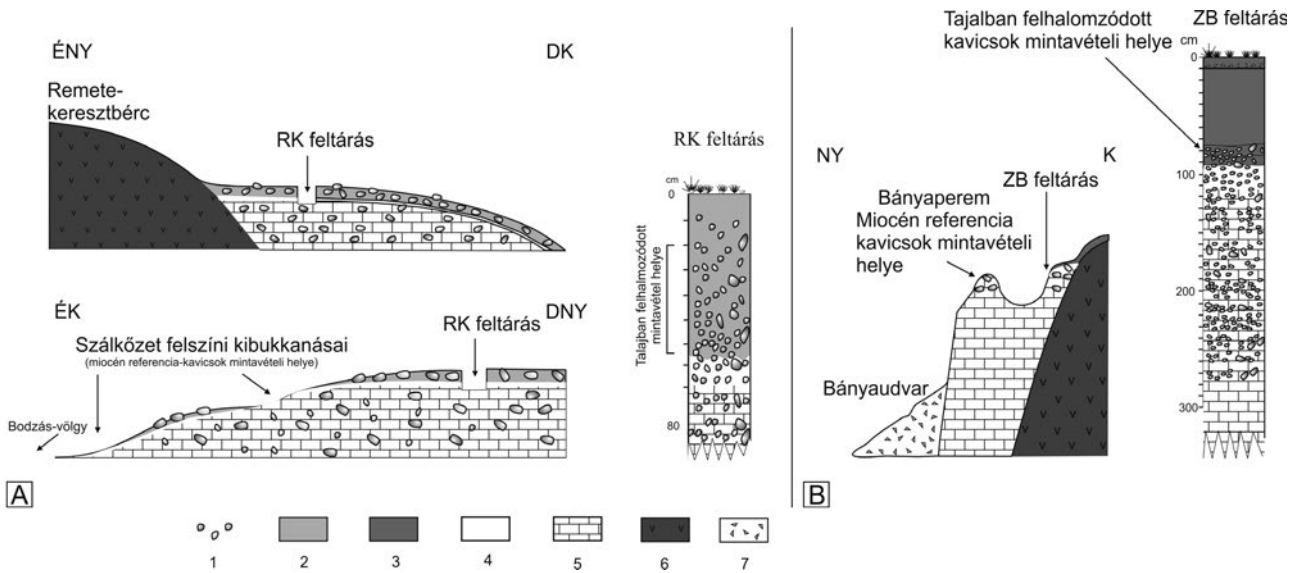 ÉNY
DK
Remete-
keresztbérc
RK feltárás
ÉK
DNY
Szálkőzet felszíni kibukkanásai
(miocén referencia-kavicsok mintavételi helye)
RK feltárás
Bodzás-völgy
RK feltárás
cm
0
Talajban felhalmozódott
mintavétel helye
80
A
Tajalban felhalomzódott
kavicsok mintavételi helye
ZB feltárás
cm
0
100
200
300
NY
K
ZB feltárás
Bányaperem
Miocén referencia
kavicsok mintavételi
helye
Bányaudvar
B
1
2
3
4
5
6
7